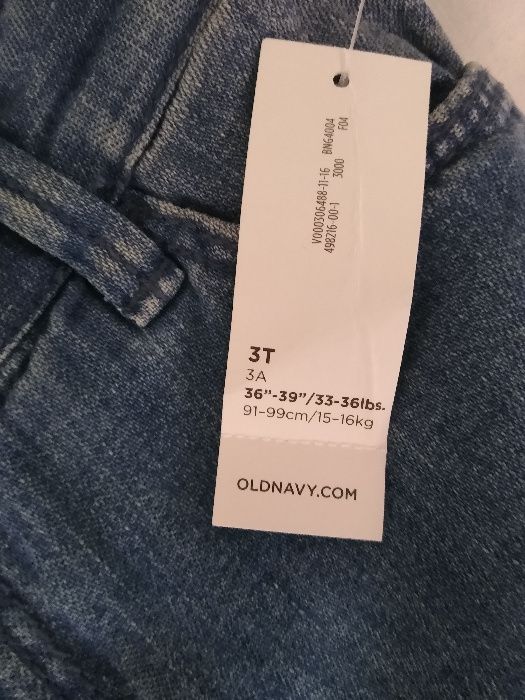 V000306488-11-16 BNG4004
498216-00-1 3000 F04
3T
3A
36"-39"/33-36lbs.
91-99cm/15-16kg
OLDNAVY.COM